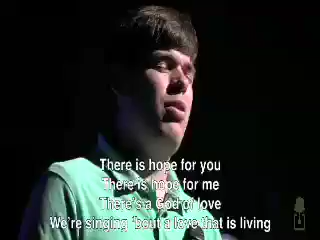 There is hope for you
There is hope for me
There's a God of love
We're singing 'bout a love that is living